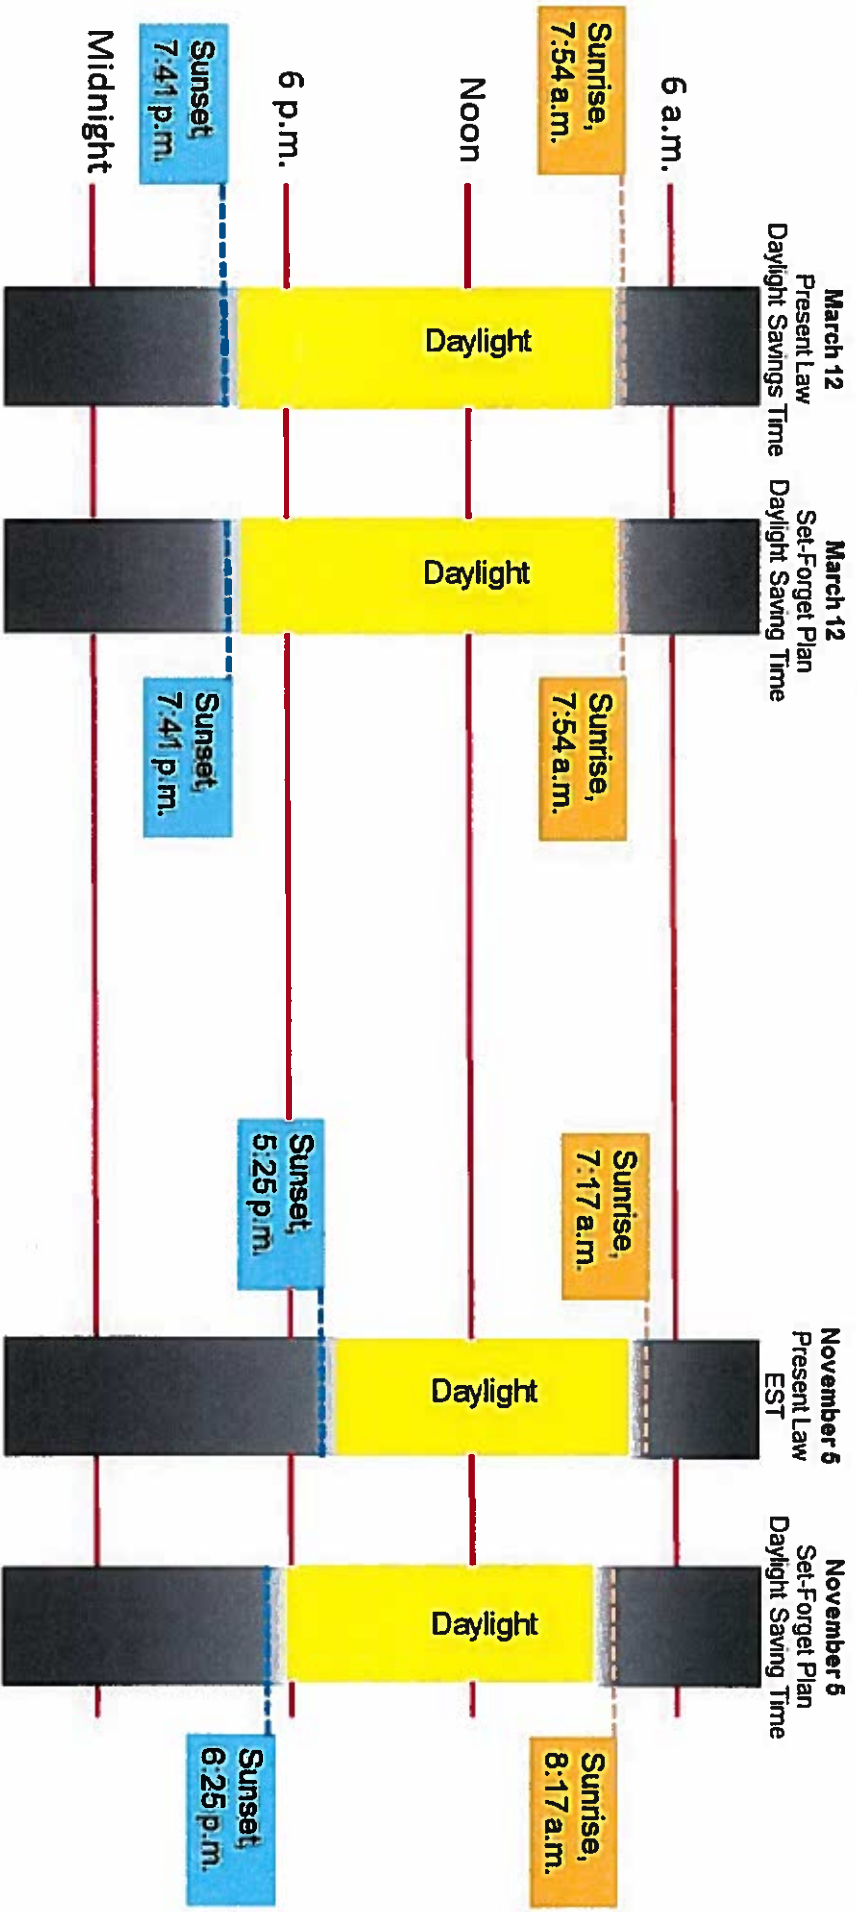 March 12
Present Law
Daylight Savings Time
March 12
Set-Forget Plan
Daylight Saving Time
November 5
Present Law
EST
November 5
Set-Forget Plan
Daylight Saving Time
6 a.m.
Sunrise,
7:54 a.m.
Sunrise,
7:54 a.m.
Sunrise,
7:17 a.m.
Sunrise,
8:17 a.m.
Noon
Daylight
Daylight
Daylight
Daylight
6 p.m.
Sunset,
7:41 p.m.
Sunset,
7:41 p.m.
Sunset,
5:25 p.m.
Sunset,
6:25 p.m.
Midnight